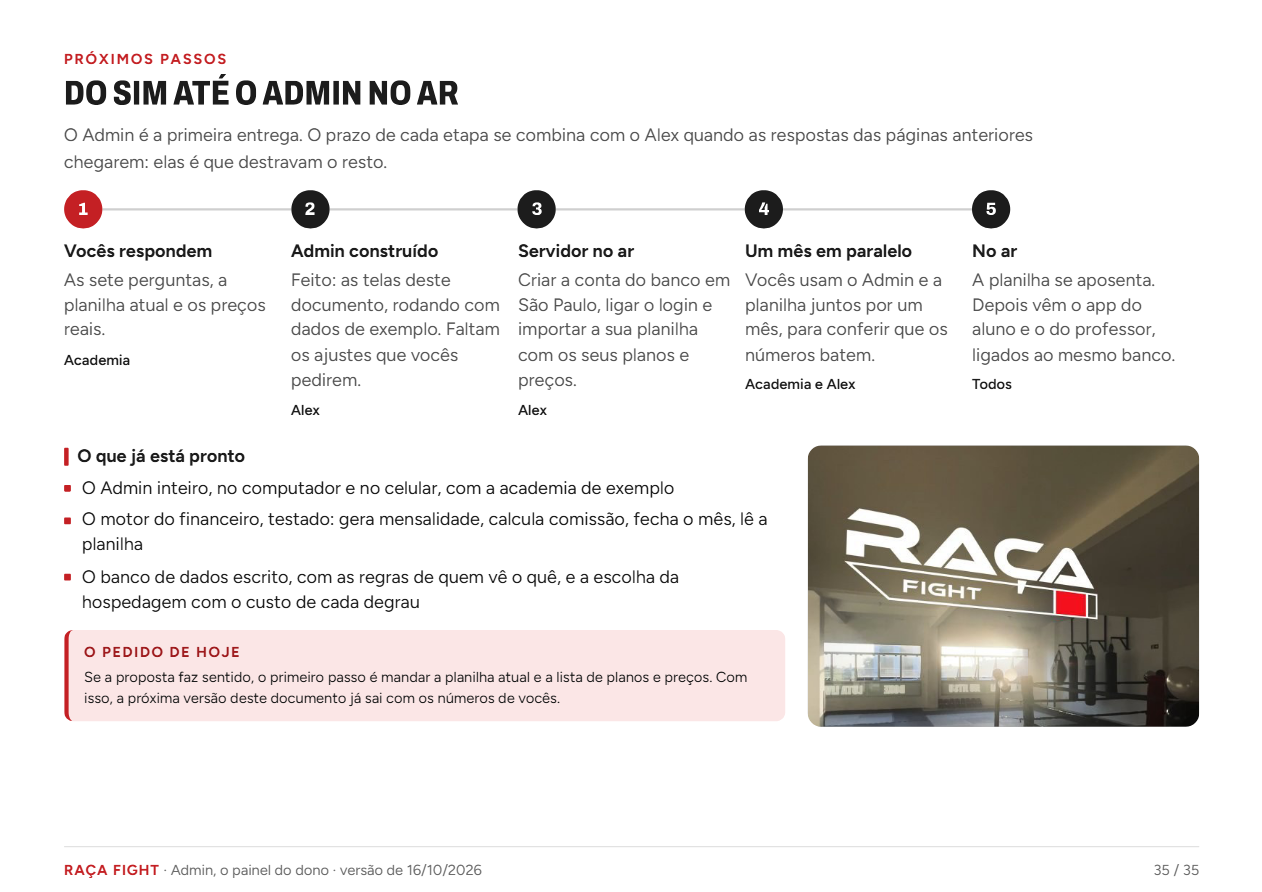 PRÓXIMOS PASSOS
DO SIM ATÉ O ADMIN NO AR
O Admin é a primeira entrega. O prazo de cada etapa se combina com o Alex quando as respostas das páginas anteriores
chegarem: elas é que destravam o resto.
1
Vocês respondem
As sete perguntas, a
planilha atual e os preços
reais.
Academia
2
Admin construído
Feito: as telas deste
documento, rodando com
dados de exemplo. Faltam
os ajustes que vocês
pedirem.
Alex
3
Servidor no ar
Criar a conta do banco em
São Paulo, ligar o login e
importar a sua planilha
com os seus planos e
preços.
Alex
4
Um mês em paralelo
Vocês usam o Admin e a
planilha juntos por um
mês, para conferir que os
números batem.
Academia e Alex
5
No ar
A planilha se aposenta.
Depois vêm o app do
aluno e o do professor,
ligados ao mesmo banco.
Todos
O que já está pronto
O Admin inteiro, no computador e no celular, com a academia de exemplo
O motor do financeiro, testado: gera mensalidade, calcula comissão, fecha o mês, lê a
planilha
O banco de dados escrito, com as regras de quem vê o quê, e a escolha da
hospedagem com o custo de cada degrau
O PEDIDO DE HOJE
Se a proposta faz sentido, o primeiro passo é mandar a planilha atual e a lista de planos e preços. Com
isso, a próxima versão deste documento já sai com os números de vocês.
RAÇA
FIGHT
RAÇA FIGHT · Admin, o painel do dono · versão de 16/10/2026
35 / 35